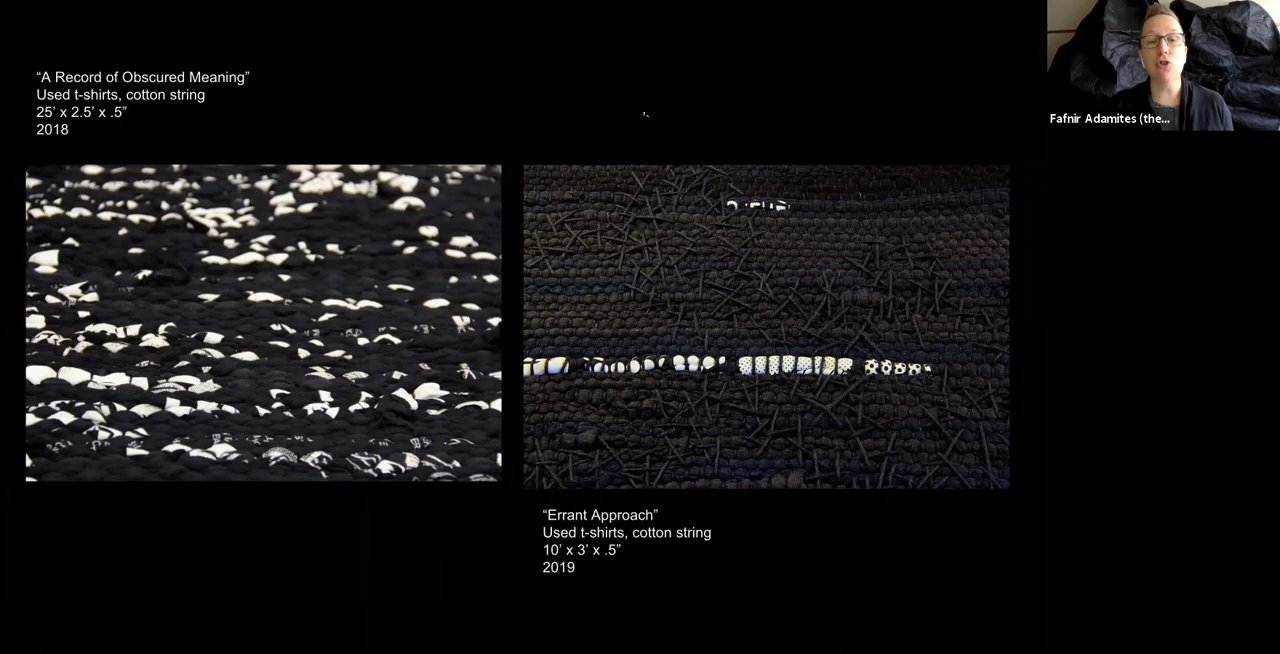 “A Record of Obscured Meaning”
Used t-shirts, cotton string
25’ x 2.5’ x .5”
2018
Fafnir Adamites (the...
“Errant Approach”
Used t-shirts, cotton string
10’ x 3’ x .5”
2019